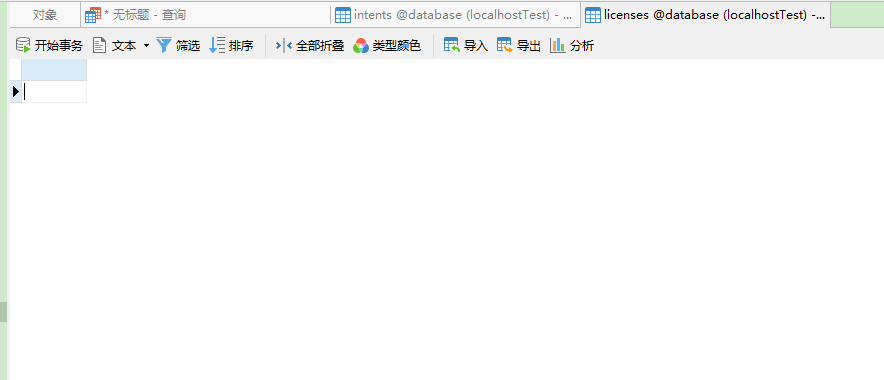 对象 * 无标题 - 查询 intents @database (localhostTest) - ... licenses @database (localhostTest) -...
开始事务 文本 筛选 排序 全部折叠 类型颜色 导入 导出 分析